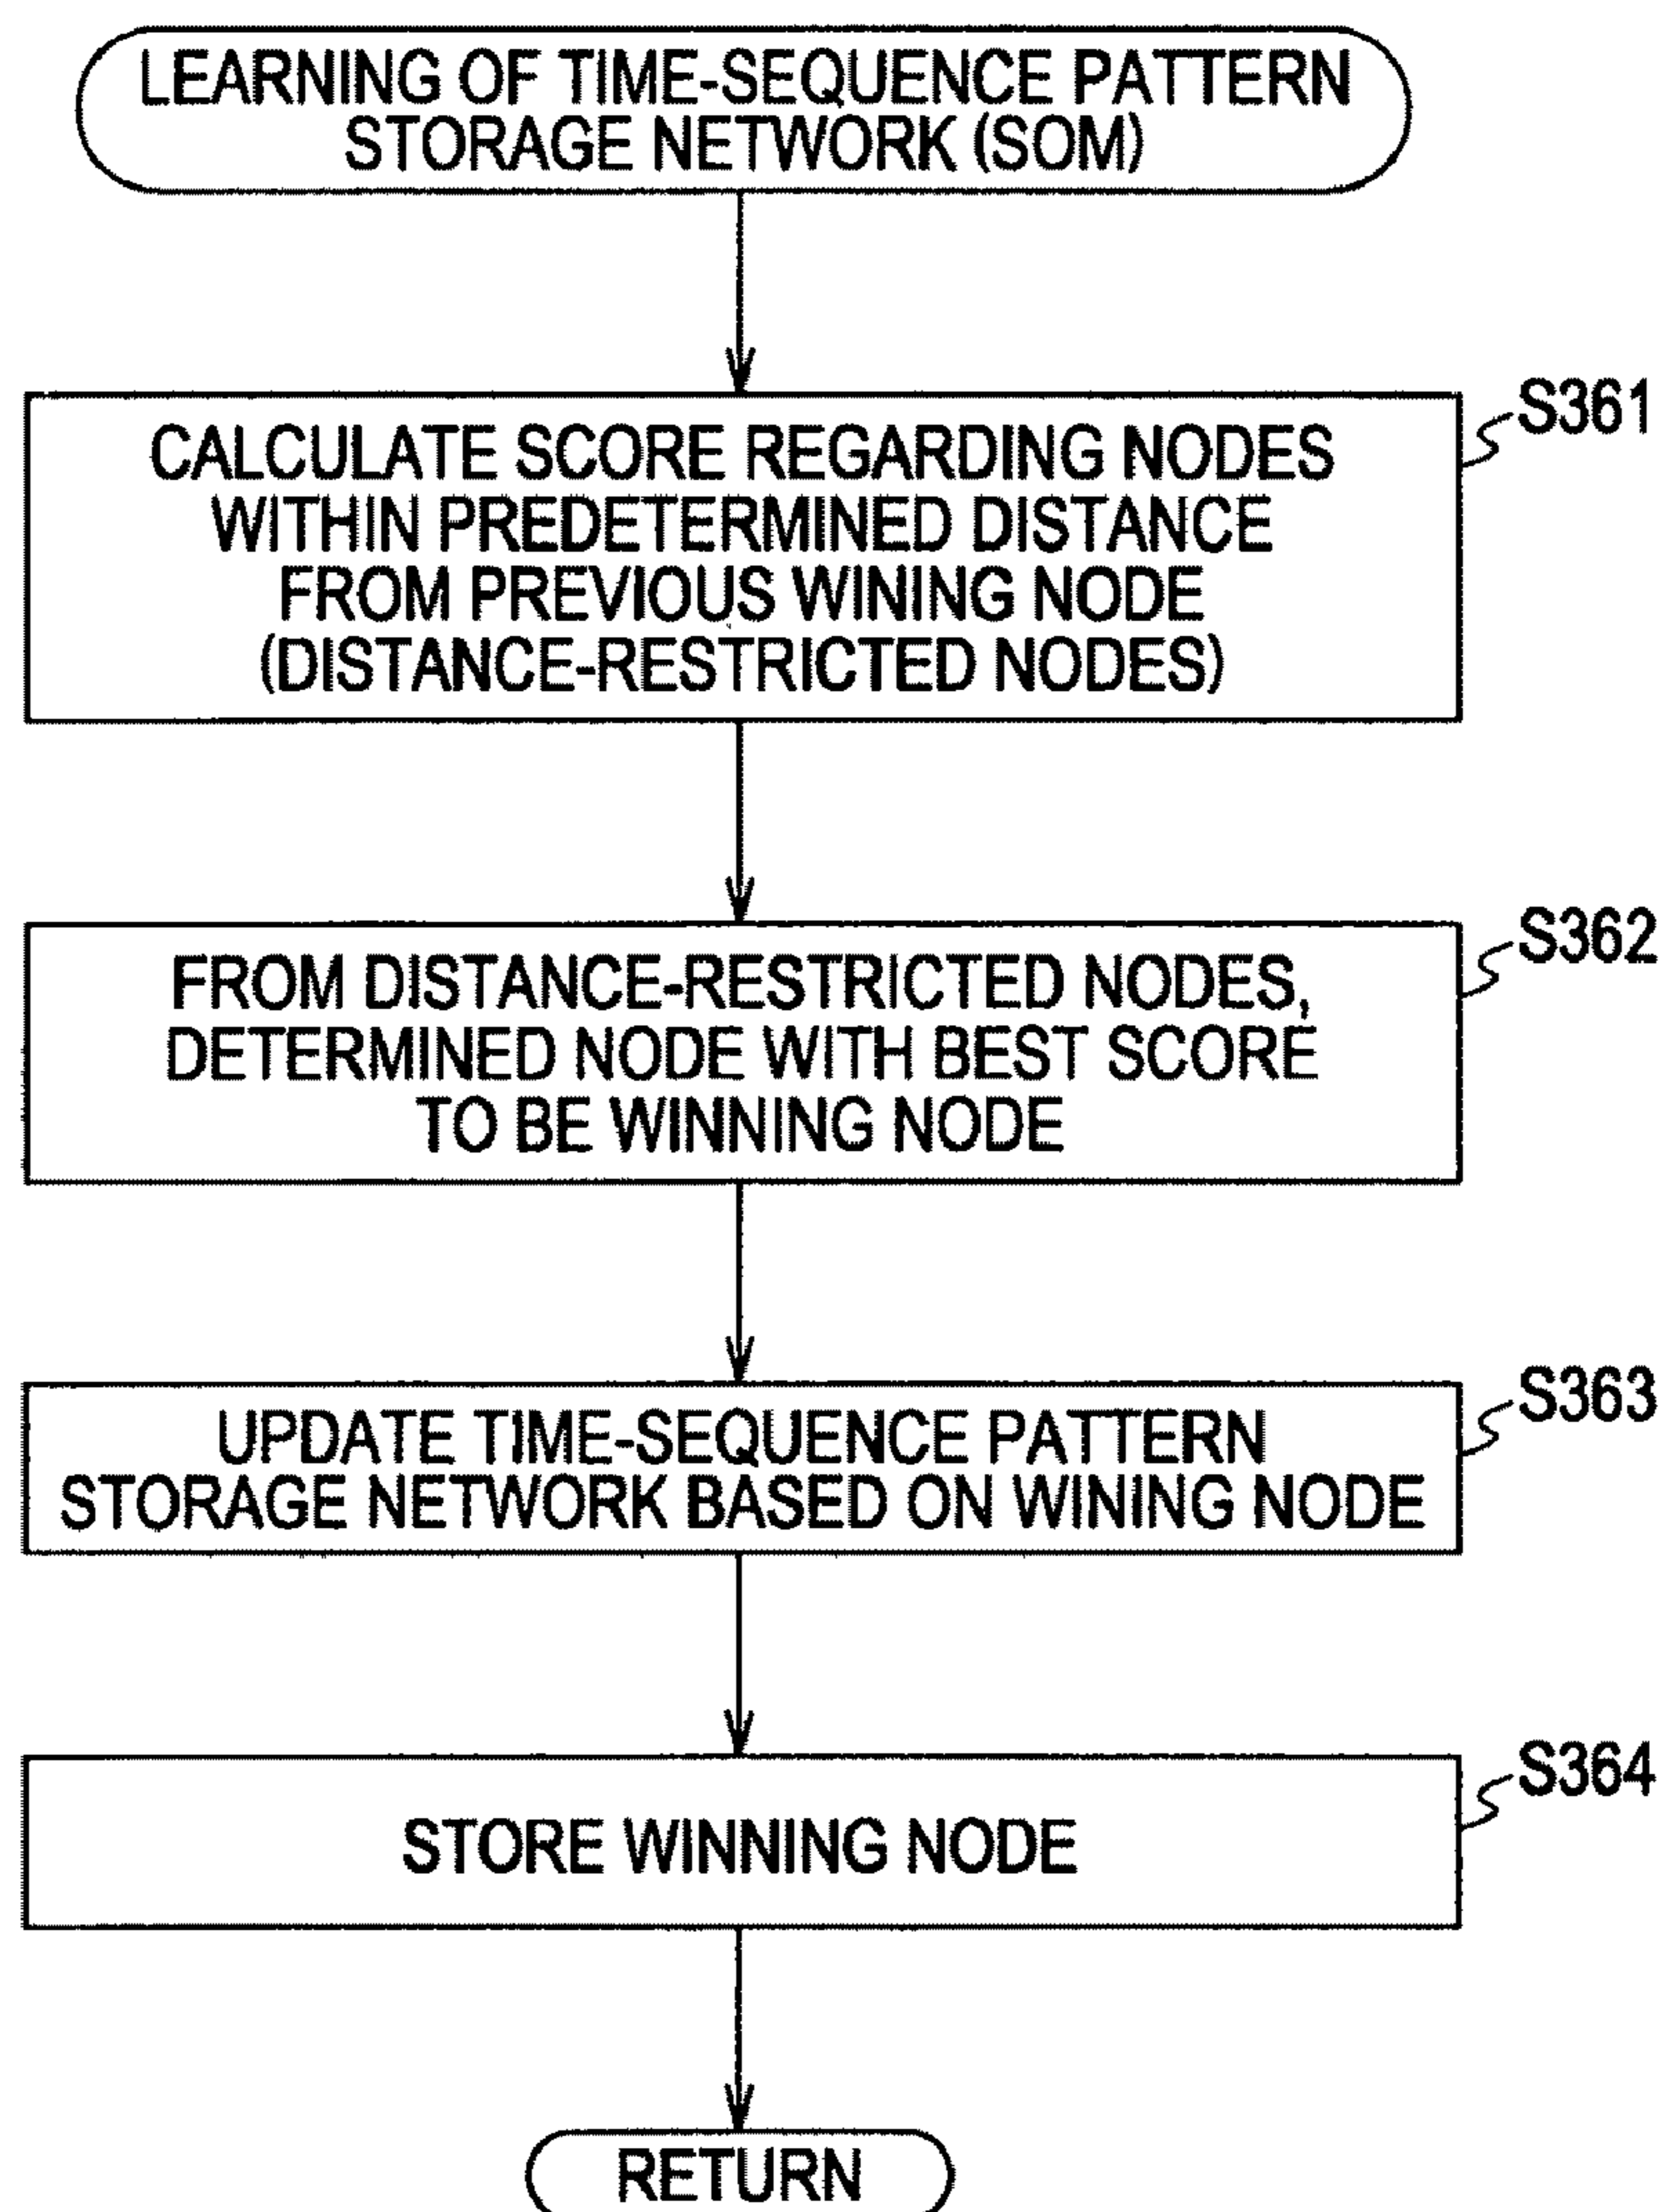 LEARNING OF TIME-SEQUENCE PATTERN
STORAGE NETWORK (SOM)
S361
CALCULATE SCORE REGARDING NODES
WITHIN PREDETERMINED DISTANCE
FROM PREVIOUS WINING NODE
(DISTANCE-RESTRICTED NODES)
S362
FROM DISTANCE-RESTRICTED NODES,
DETERMINED NODE WITH BEST SCORE
TO BE WINNING NODE
S363
UPDATE TIME-SEQUENCE PATTERN
STORAGE NETWORK BASED ON WINING NODE
S364
STORE WINNING NODE
RETURN